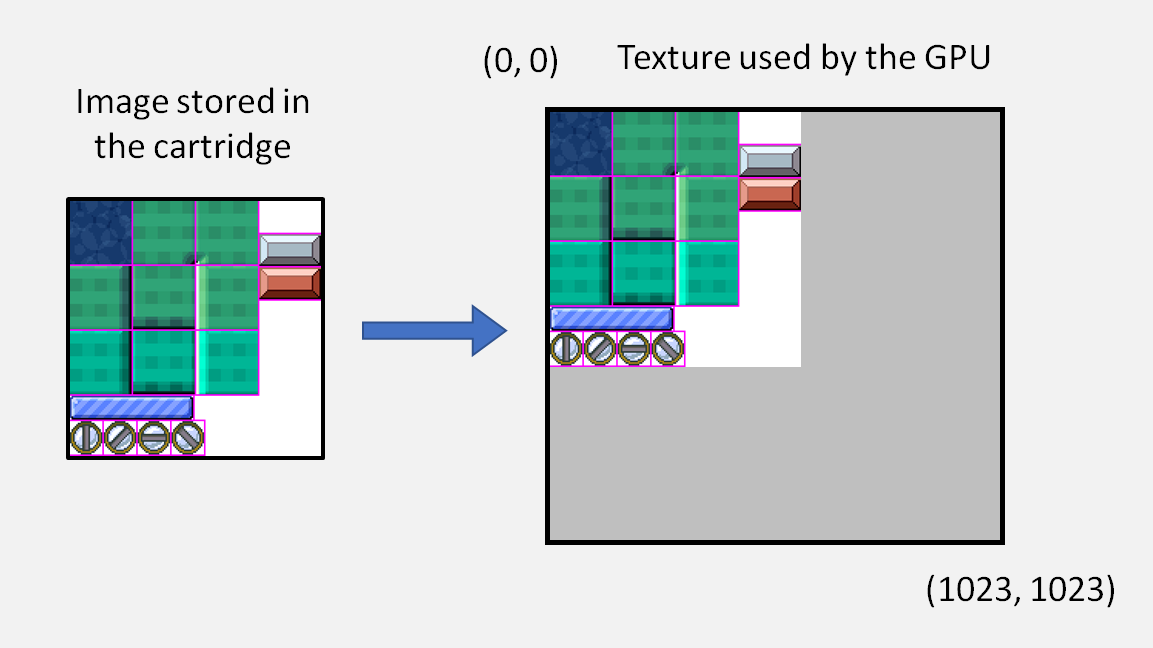 Image stored in
the cartridge
(0, 0)
Texture used by the GPU
(1023, 1023)